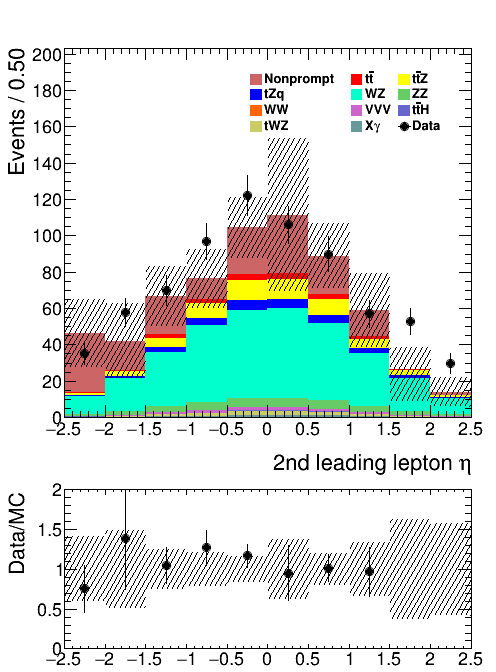 Events / 0.50
200
180
160
140
120
100
80
60
40
20
0
Nonprompt tt̄ tt̄Z
tZq WZ ZZ
WW VVV tt̄H
tWZ Xγ Data
−2.5 −2 −1.5 −1 −0.5 0 0.5 1 1.5 2 2.5
2nd leading lepton η
Data/MC
2
1.5
1
0.5
0
−2.5 −2 −1.5 −1 −0.5 0 0.5 1 1.5 2 2.5